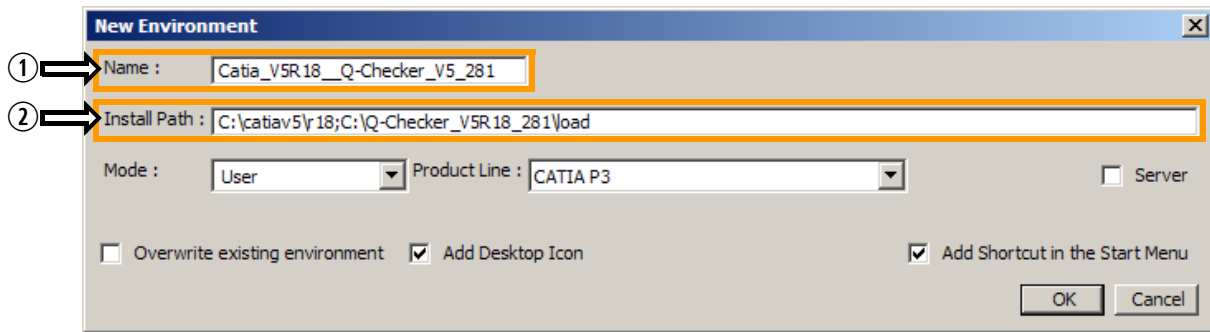 New Environment
① Name : Catia_V5R18__Q-Checker_V5_281
② Install Path : C:\catiav5\r18;C:\Q-Checker_V5R18_281\load
Mode : User Product Line : CATIA P3 Server
Overwrite existing environment Add Desktop Icon Add Shortcut in the Start Menu
OK Cancel